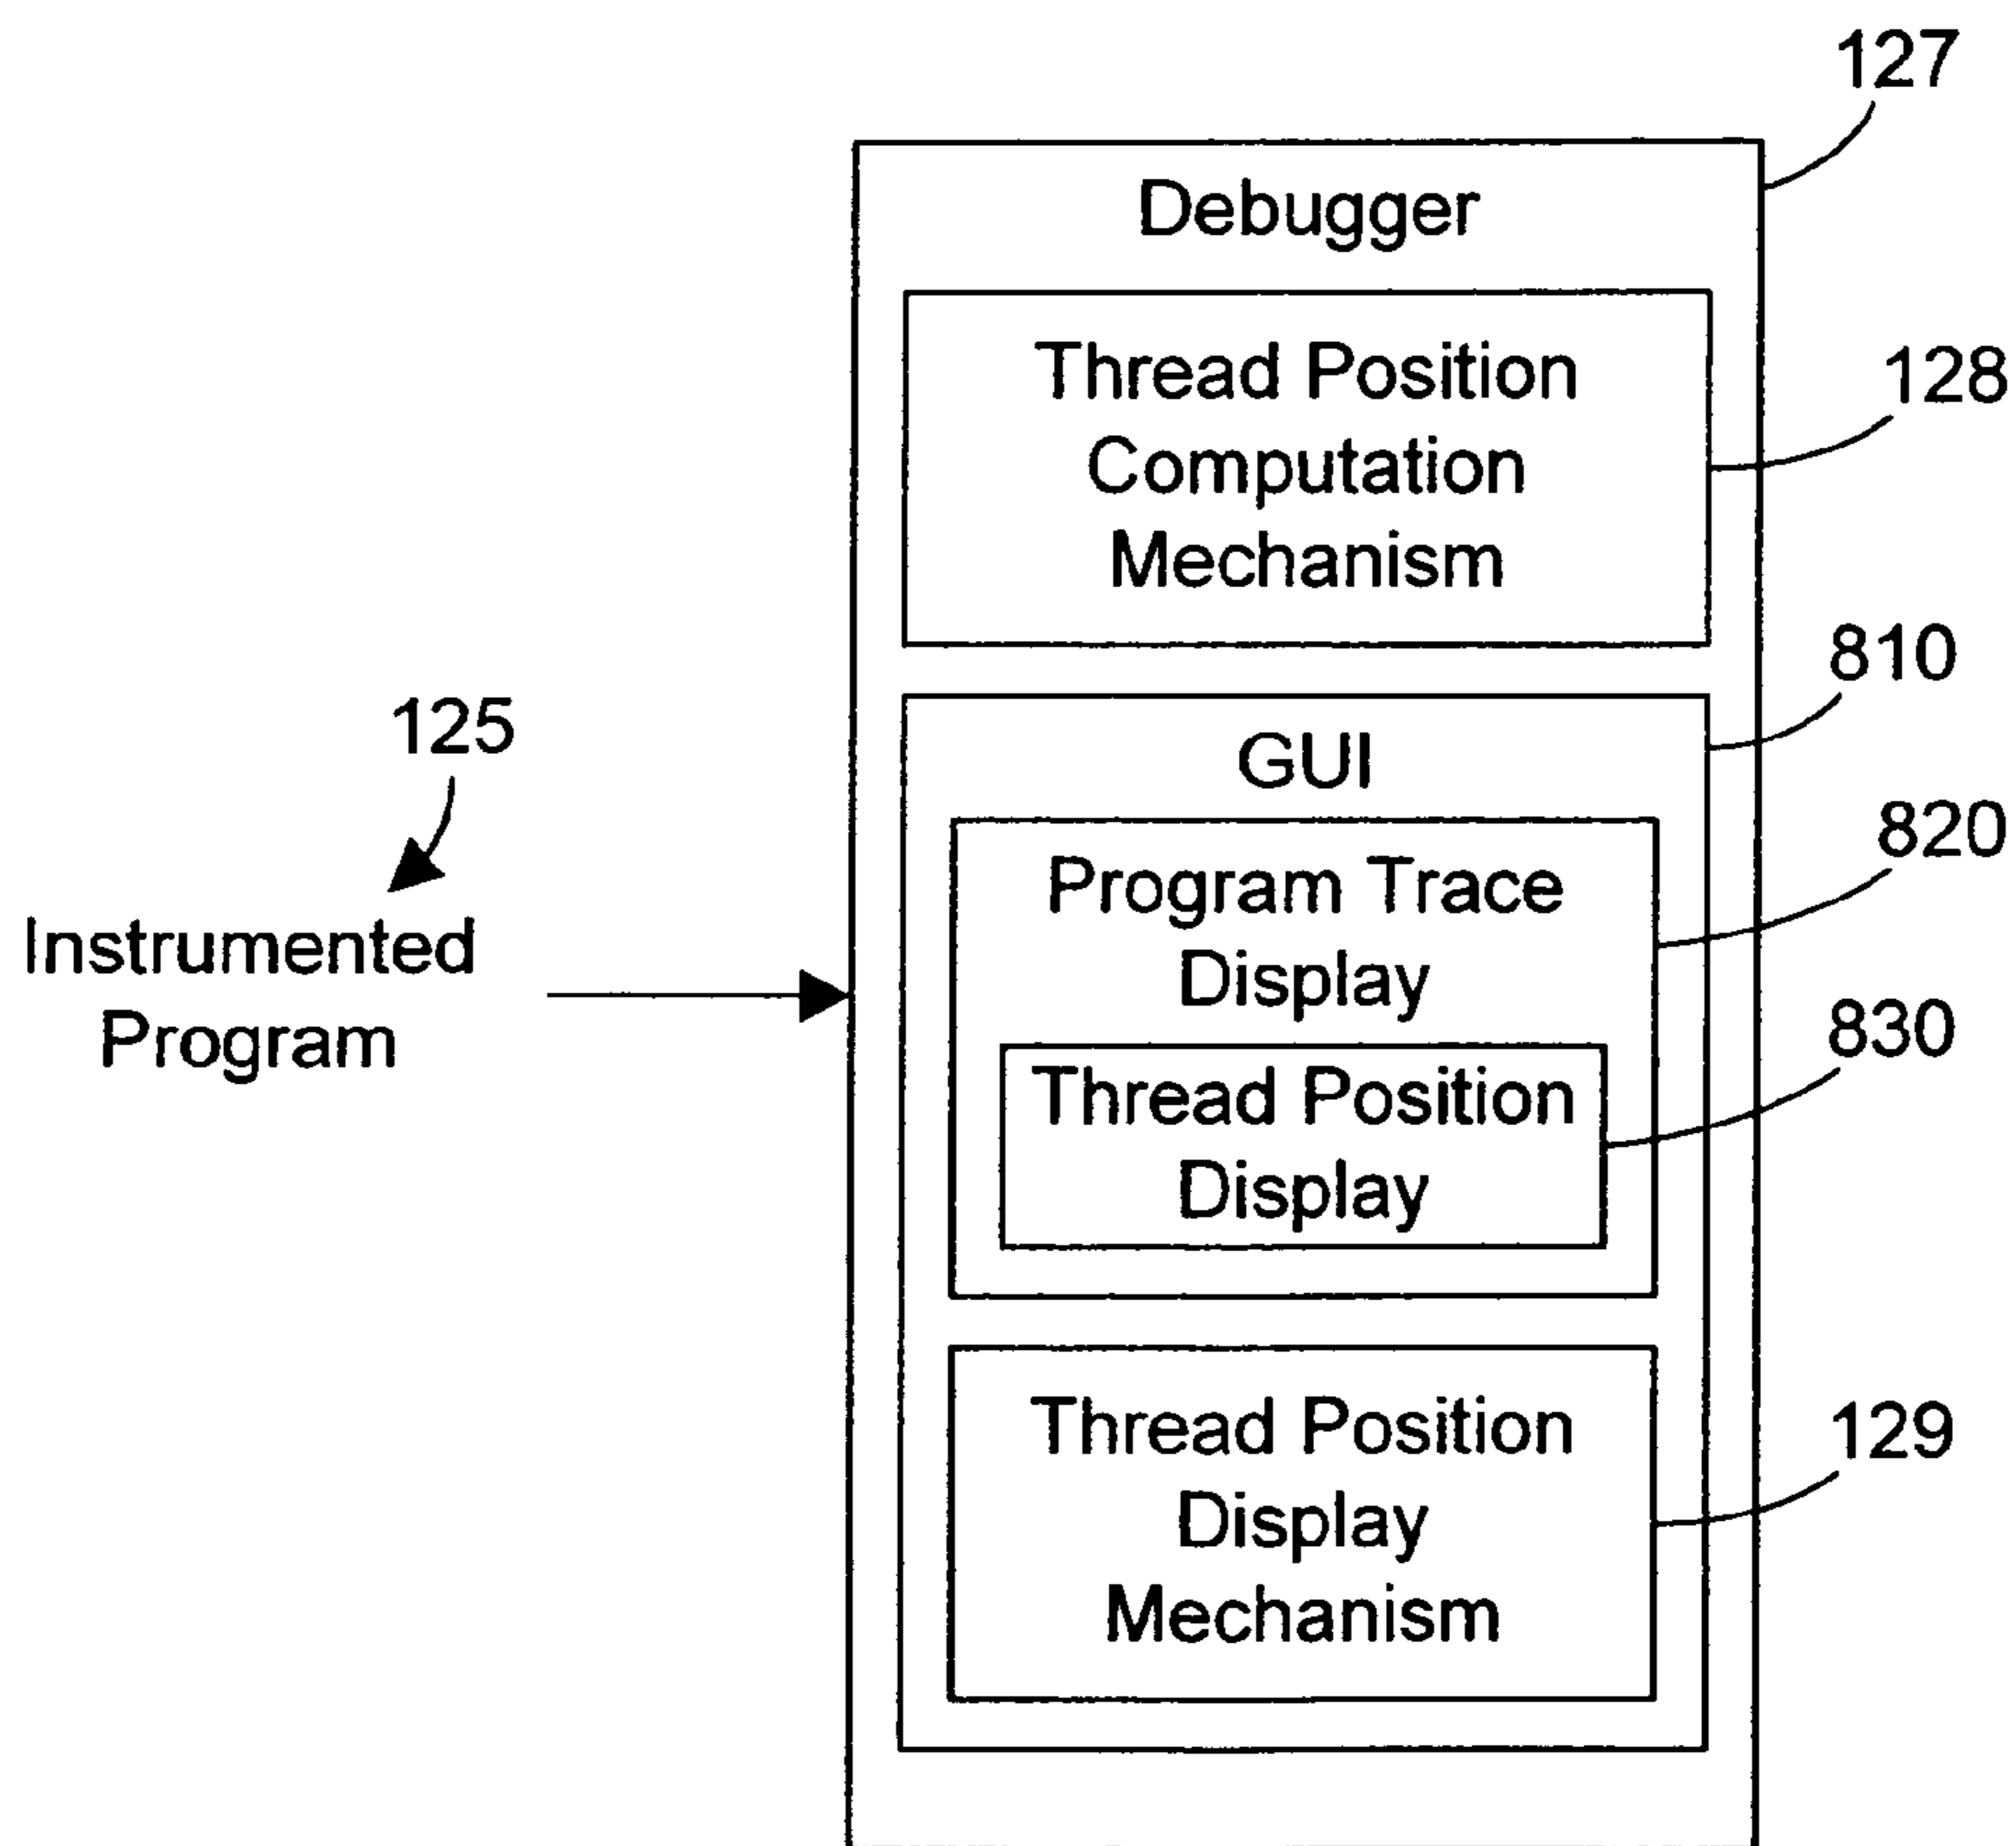 127
Debugger
Thread Position
Computation
Mechanism
128
810
GUI
125
820
Program Trace
Display
Instrumented
Program
830
Thread Position
Display
129
Thread Position
Display
Mechanism